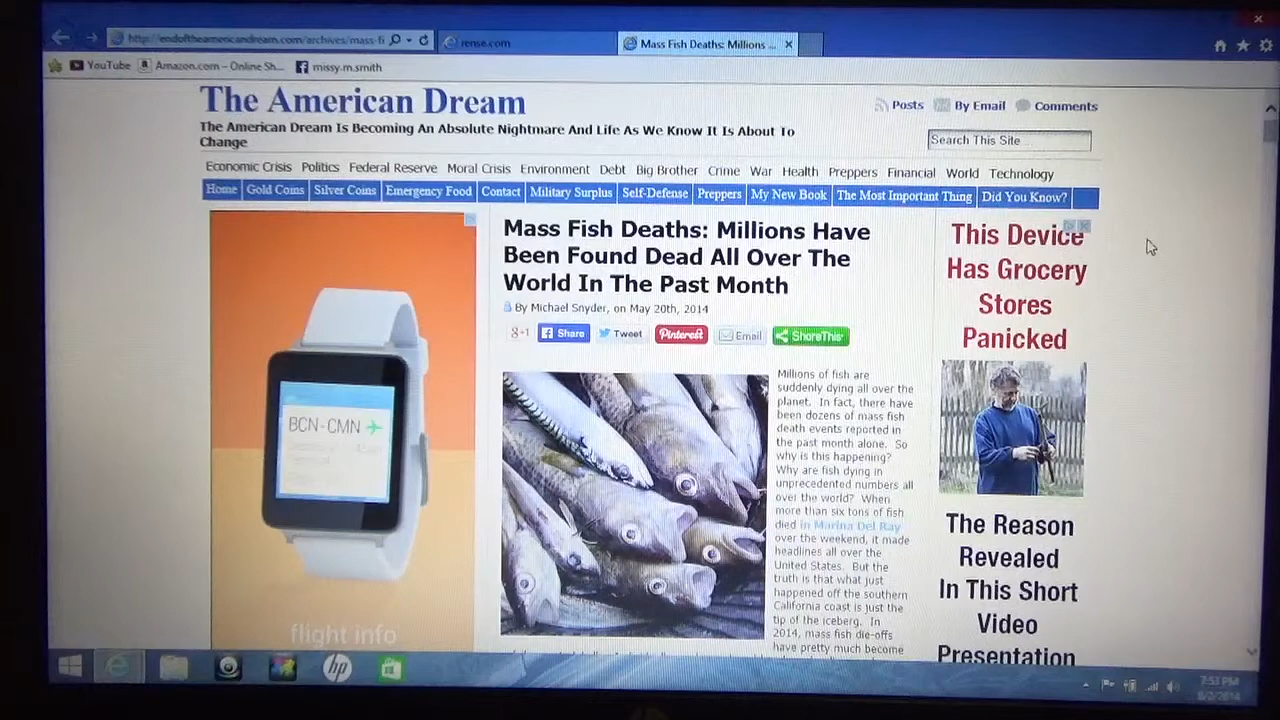 http://endoftheamericandream.com/archives/mass-fi
rense.com
Mass Fish Deaths: Millions ...
YouTube
Amazon.com – Online Sh...
missy.m.smith
The American Dream
Posts
By Email
Comments
The American Dream Is Becoming An Absolute Nightmare And Life As We Know It Is About To
Change
Search This Site
Economic Crisis Politics Federal Reserve Moral Crisis Environment Debt Big Brother Crime War Health Preppers Financial World Technology
Home Gold Coins Silver Coins Emergency Food Contact Military Surplus Self-Defense Preppers My New Book The Most Important Thing Did You Know?
BCN-CMN
flight info
Mass Fish Deaths: Millions Have
Been Found Dead All Over The
World In The Past Month
By Michael Snyder, on May 20th, 2014
g+1 Share Tweet Pinterest Email ShareThis
Millions of fish are
suddenly dying all over the
planet. In fact, there have
been dozens of mass fish
death events reported in
the past month alone. So
why is this happening?
Why are fish dying in
unprecedented numbers all
over the world? When
more than six tons of fish
died in Marina Del Ray
over the weekend, it made
headlines all over the
United States. But the
truth is that what just
happened off the southern
California coast is just the
tip of the iceberg. In
2014, mass fish die-offs
have pretty much become
This Device
Has Grocery
Stores
Panicked
The Reason
Revealed
In This Short
Video
Presentation
hp
7:53 PM
8/2/2014